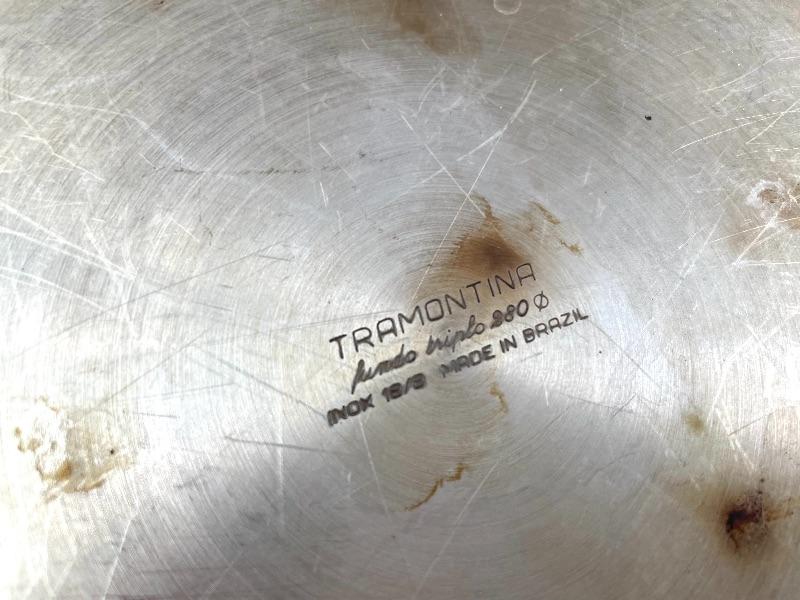 TRAMONTINA
fundo triplo 280 Ø
INOX 18/8 MADE IN BRAZIL